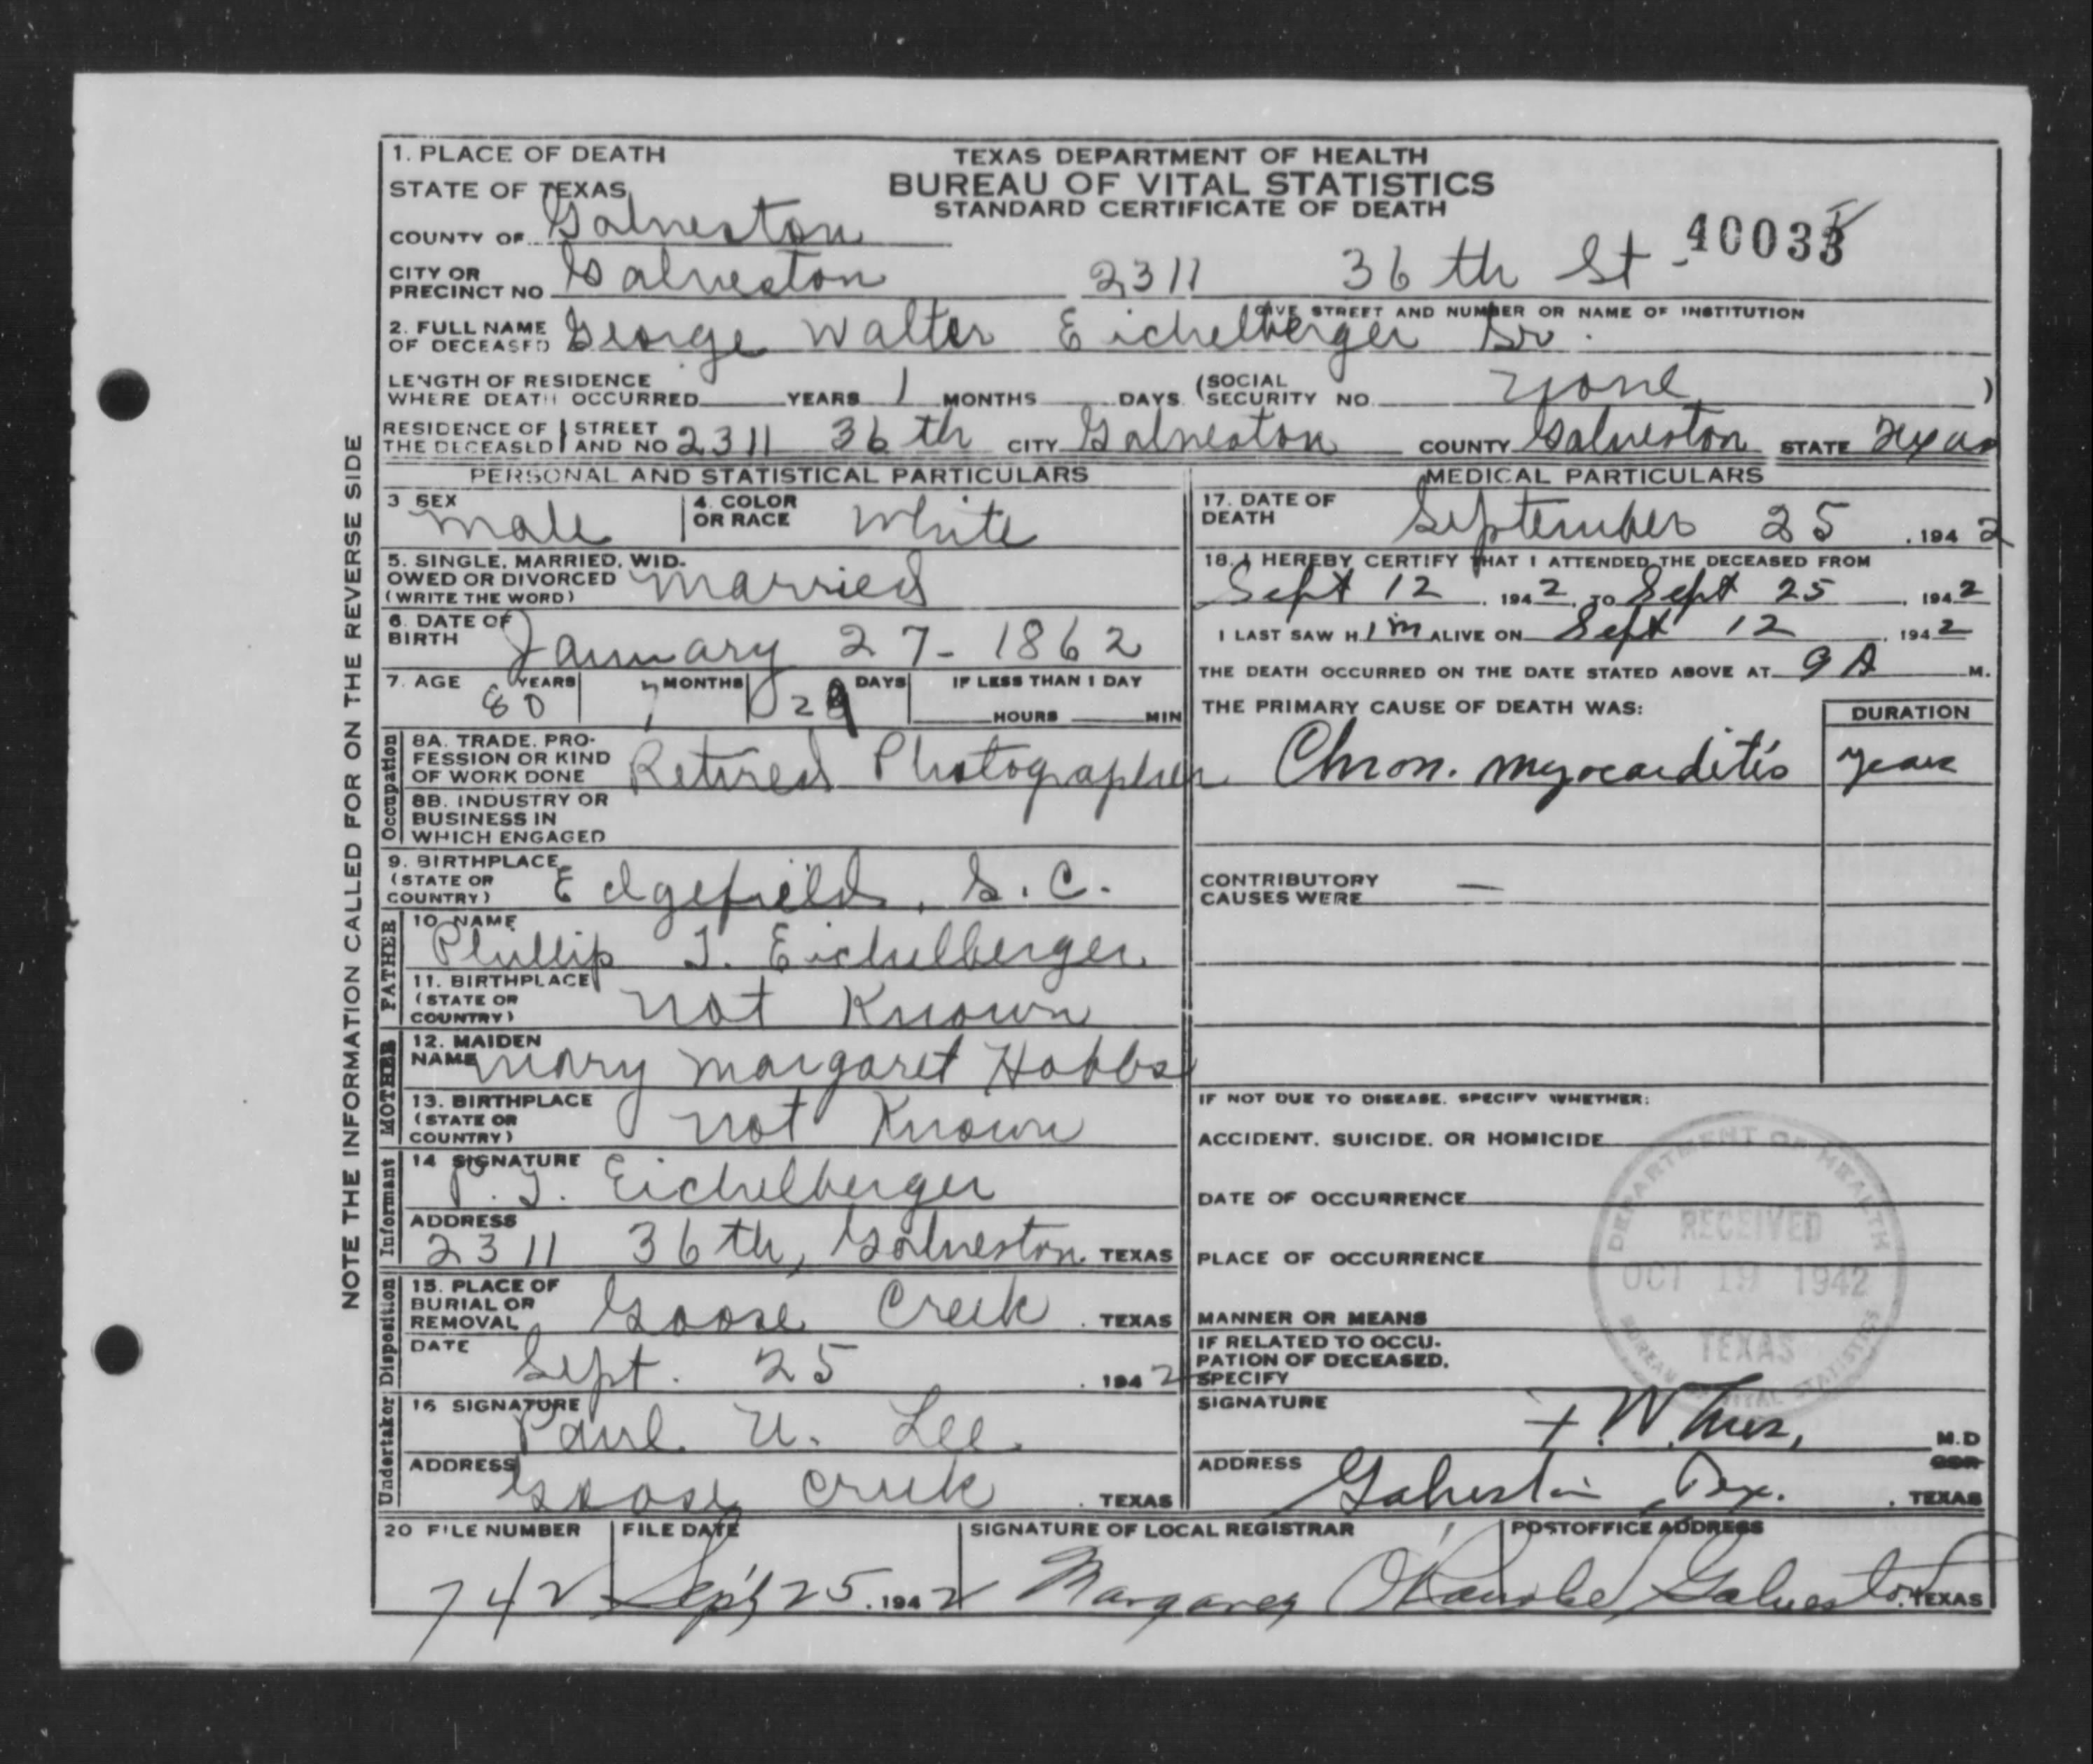 1. PLACE OF DEATH
TEXAS DEPARTMENT OF HEALTH
STATE OF TEXAS
BUREAU OF VITAL STATISTICS
STANDARD CERTIFICATE OF DEATH
COUNTY OF Galveston
CITY OR PRECINCT NO Galveston 2311 36th St
GIVE STREET AND NUMBER OR NAME OF INSTITUTION
2. FULL NAME OF DECEASED George Walter Eichelberger Sr.
LENGTH OF RESIDENCE WHERE DEATH OCCURRED YEARS 1 MONTHS DAYS (SOCIAL SECURITY NO. none )
RESIDENCE OF THE DECEASED STREET AND NO 2311 36th CITY Galveston COUNTY Galveston STATE Texas
PERSONAL AND STATISTICAL PARTICULARS
3 SEX male
4. COLOR OR RACE White
5. SINGLE, MARRIED, WIDOWED OR DIVORCED (WRITE THE WORD) married
6. DATE OF BIRTH January 27 - 1862
7. AGE 80 YEARS 7 MONTHS DAYS IF LESS THAN 1 DAY
HOURS MIN
Occupation
8A. TRADE, PROFESSION OR KIND OF WORK DONE Retired Photographer
8B. INDUSTRY OR BUSINESS IN WHICH ENGAGED
9. BIRTHPLACE (STATE OR COUNTRY) Edgefield, S.C.
FATHER
10 NAME Phillip J. Eichelberger
11. BIRTHPLACE (STATE OR COUNTRY) not Known
MOTHER
12. MAIDEN NAME Mary Margaret Hobbs
13. BIRTHPLACE (STATE OR COUNTRY) not Known
Informant
14 SIGNATURE P. J. Eichelberger
ADDRESS 2311 36th, Galveston TEXAS
Disposition
15. PLACE OF BURIAL OR REMOVAL Goose Creek, TEXAS
DATE Sept. 25, 1942
Undertaker
16 SIGNATURE Paul U. Lee
ADDRESS Goose Creek, TEXAS
MEDICAL PARTICULARS
17. DATE OF DEATH September 25, 1942
18. I HEREBY CERTIFY THAT I ATTENDED THE DECEASED FROM
Sept 12, 1942, TO Sept 25, 1942
I LAST SAW HIM ALIVE ON Sept 12, 1942
THE DEATH OCCURRED ON THE DATE STATED ABOVE AT 9 A M.
THE PRIMARY CAUSE OF DEATH WAS:
DURATION
Chron. myocarditis years
CONTRIBUTORY CAUSES WERE —
IF NOT DUE TO DISEASE, SPECIFY WHETHER:
ACCIDENT, SUICIDE, OR HOMICIDE
DATE OF OCCURRENCE
PLACE OF OCCURRENCE
MANNER OR MEANS
IF RELATED TO OCCUPATION OF DECEASED, SPECIFY
SIGNATURE M.D
ADDRESS Galveston, Tex., TEXAS
DEPARTMENT OF HEALTH
RECEIVED
OCT 19 1942
TEXAS
BUREAU OF VITAL STATISTICS
20 FILE NUMBER 742
FILE DATE Sept 25, 1942
SIGNATURE OF LOCAL REGISTRAR Margaret
POSTOFFICE ADDRESS Galveston, TEXAS
NOTE THE INFORMATION CALLED FOR ON THE REVERSE SIDE